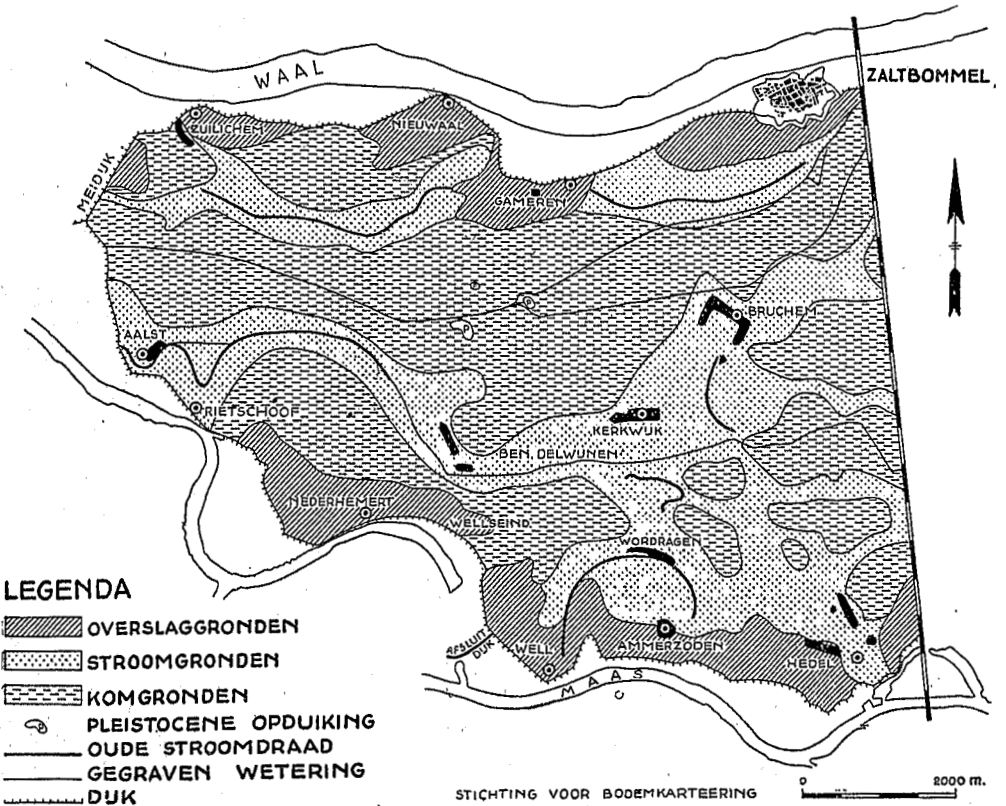 WAAL
ZALTBOMMEL.
ZUILICHEM
NIEUWAAL
MEIDIJK
GAMEREN
P
P
P
BRUCHEM
AALST
RIETSCHOOF
KERKWIJK
BEN. DELWIJNEN
NEDERHEMERT
WELLSEIND
WORDRAGEN
AFSLUIT
DIJK
WELL
AMMERZODEN
HEDEL
MAAS
LEGENDA
OVERSLAGGRONDEN
STROOMGRONDEN
KOMGRONDEN
PLEISTOCENE OPDUIKING
OUDE STROOMDRAAD
GEGRAVEN WETERING
DIJK
STICHTING VOOR BODEMKARTEERING
0 2000 m.